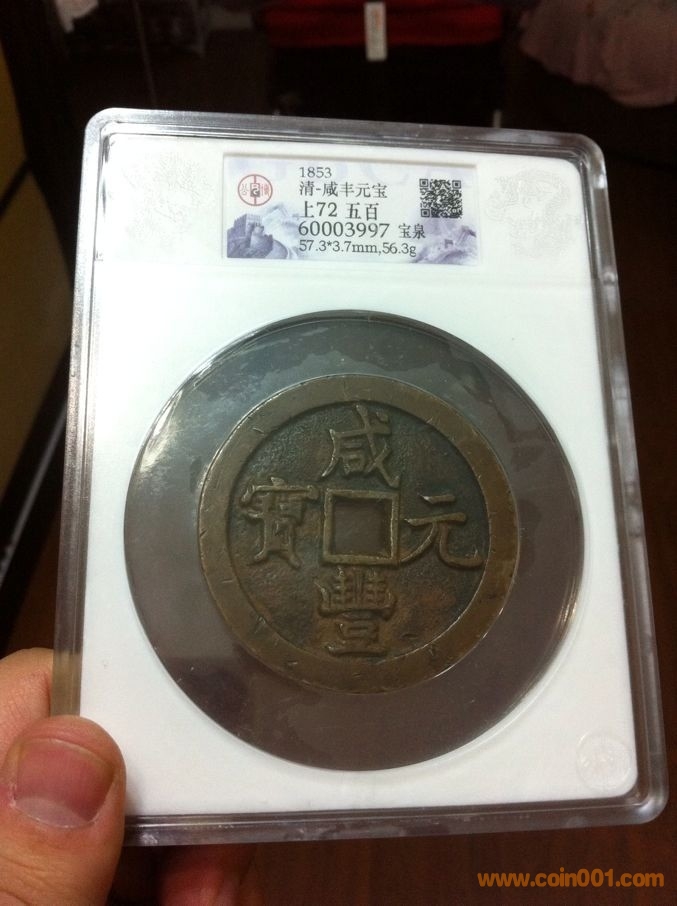 1853
清-咸丰元宝
上72 五百
60003997 宝泉
57.3*3.7mm,56.3g
咸
寶 元
豐
www.coin001.com